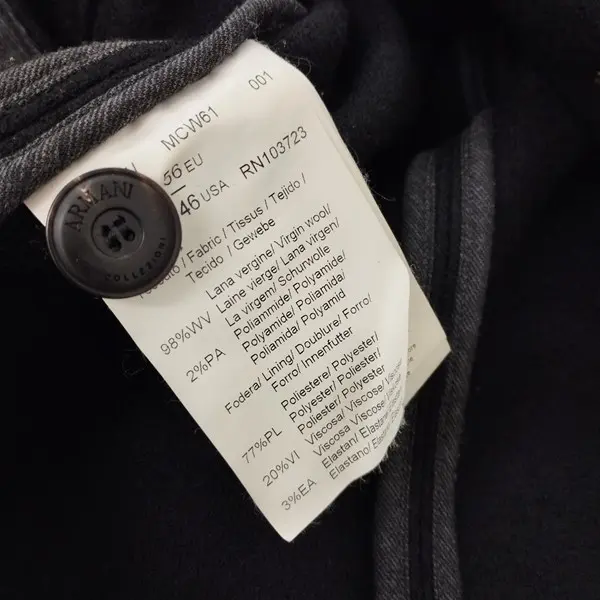 MCW61 001
56 EU
46 USA RN103723
ARMANI
COLLEZIONI
/ Fabric / Tissus / Tejido /
Tecido / Gewebe
98%WV Lana vergine/ Virgin wool/
Laine vierge/ Lana virgen/
La virgem/ Schurwolle
2%PA Poliammide/ Polyamide/
Polyamide/ Poliamida/
Poliamida/ Polyamid
Fodera/ Lining/ Doublure/ Forro/
Forro/ Innenfutter
77%PL Poliestere/ Polyester/
Polyester/ Poliester/
Poliester/ Polyester
20%VI Viscosa/ Viscose/
Viscosa Viscose/
3%EA Elastan/ Elastane/
Elastano/ Elastan/